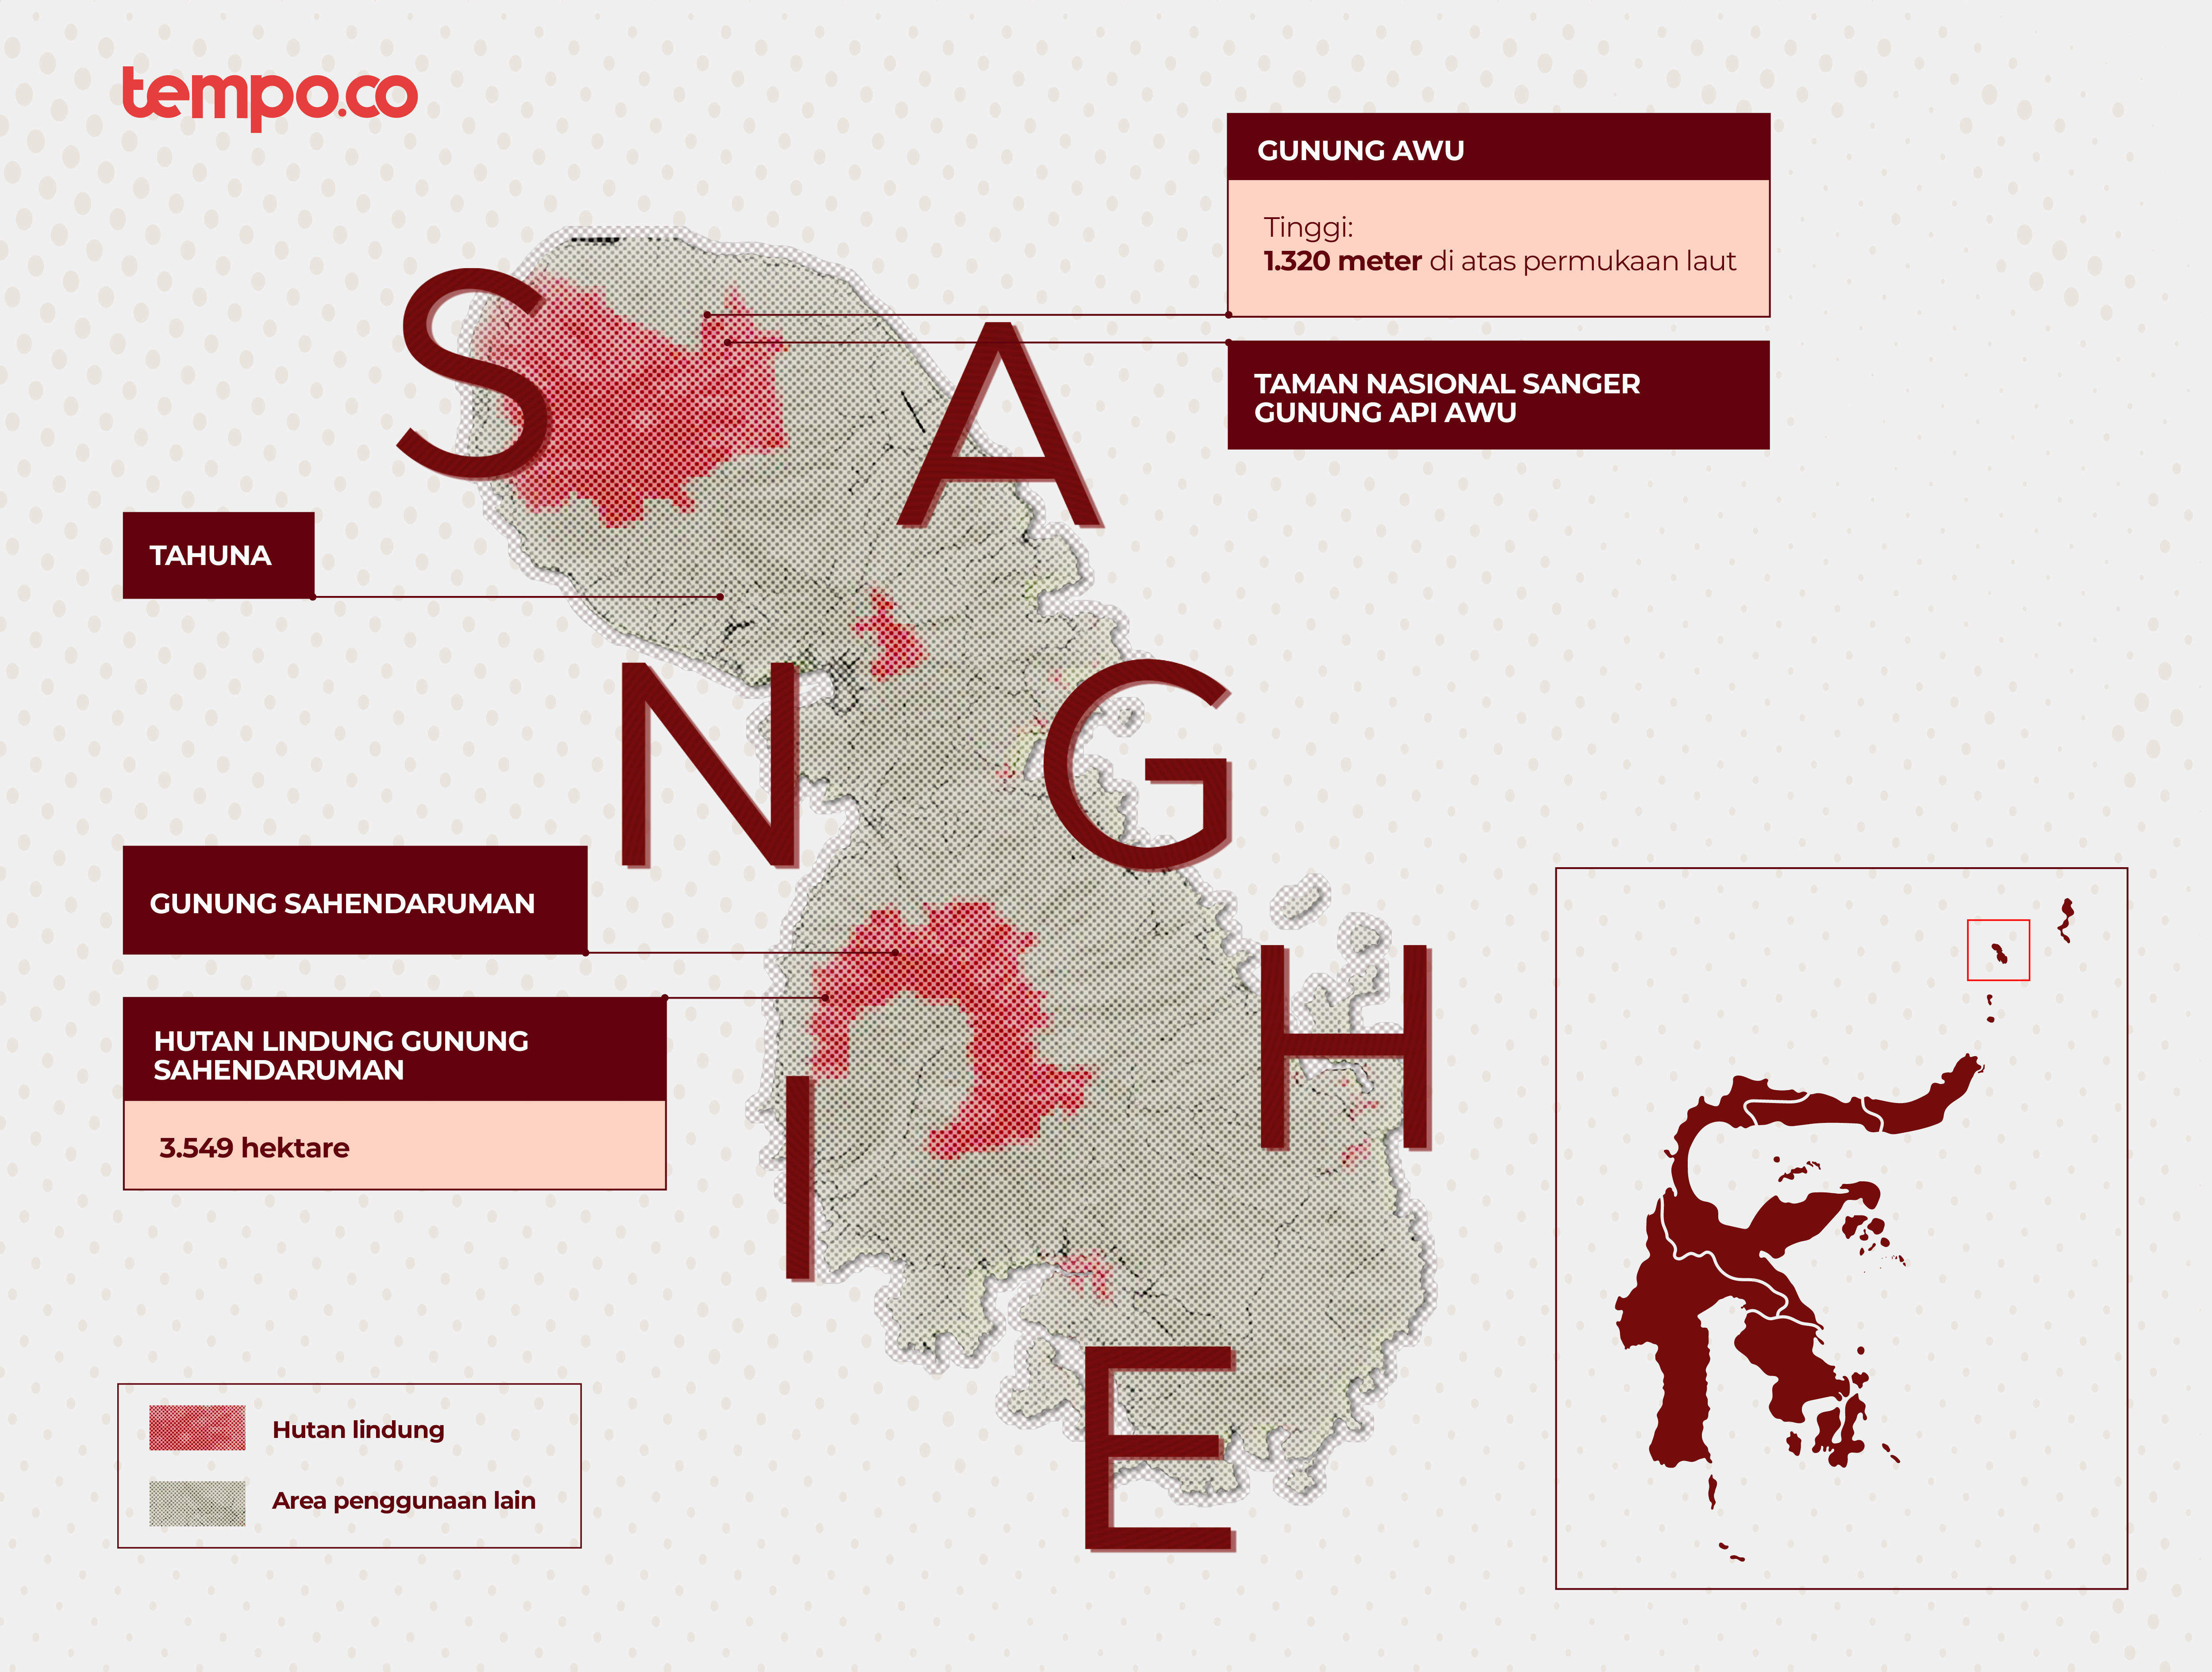 tempo.co
GUNUNG AWU
Tinggi:
1.320 meter di atas permukaan laut
TAMAN NASIONAL SANGER
GUNUNG API AWU
SANGIHE
TAHUNA
GUNUNG SAHENDARUMAN
HUTAN LINDUNG GUNUNG
SAHENDARUMAN
3.549 hektare
Hutan lindung
Area penggunaan lain